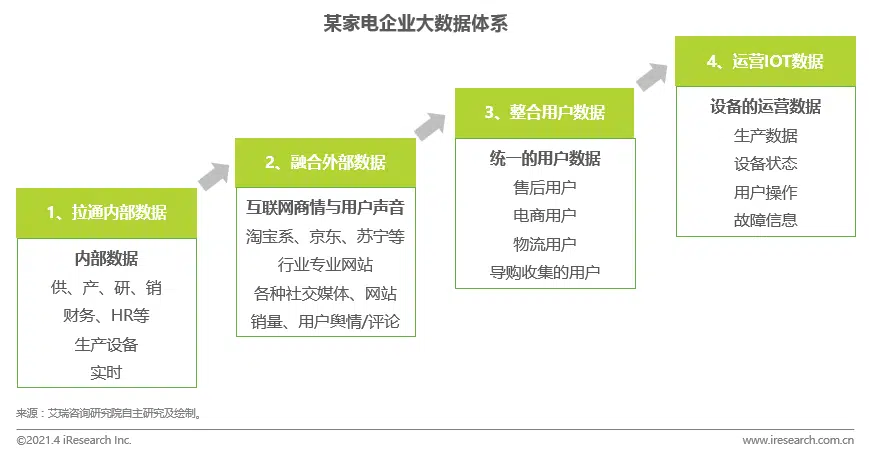 某家电企业大数据体系
1、拉通内部数据
内部数据
供、产、研、销
财务、HR等
生产设备
实时
2、融合外部数据
互联网商情与用户声音
淘宝系、京东、苏宁等
行业专业网站
各种社交媒体、网站
销量、用户舆情/评论
3、整合用户数据
统一的用户数据
售后用户
电商用户
物流用户
导购收集的用户
4、运营IOT数据
设备的运营数据
生产数据
设备状态
用户操作
故障信息
来源：艾瑞咨询研究院自主研究及绘制。
©2021.4 iResearch Inc.
www.iresearch.com.cn